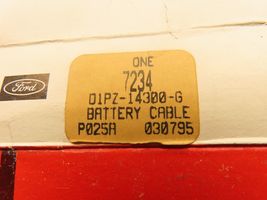 Ford
ONE
7234
D1PZ-14300-G
BATTERY CABLE
P025A 030795